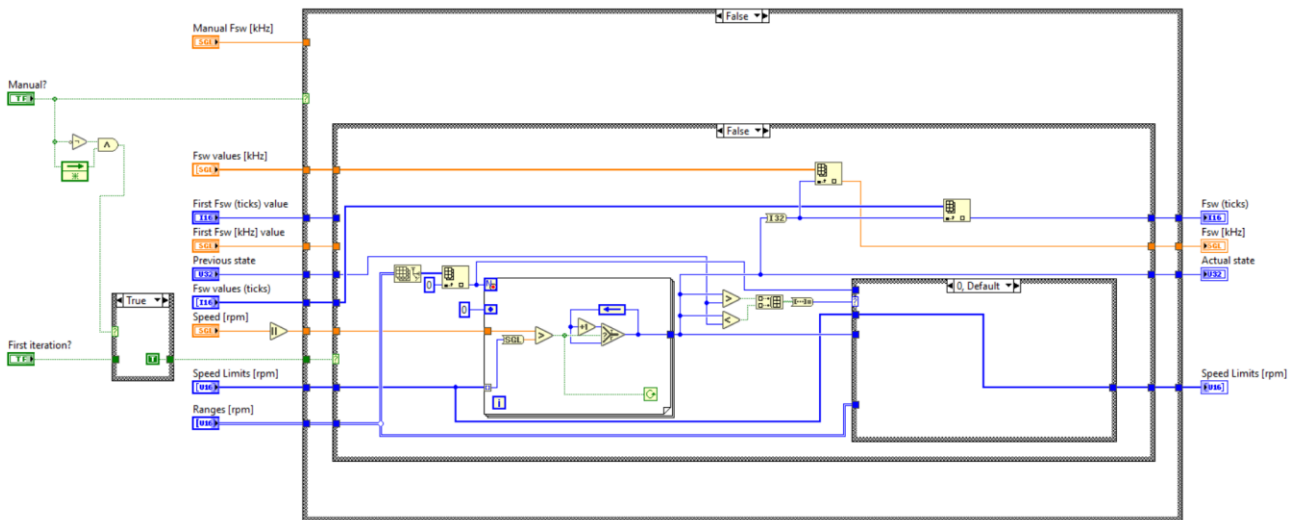 False
Manual Fsw [kHz]
SGL
Manual?
TF
False
Fsw values [kHz]
[SGL]
First Fsw (ticks) value
I16
I32
Fsw (ticks)
I16
First Fsw [kHz] value
SGL
Fsw [kHz]
SGL
Previous state
U32
Actual state
U32
0
0, Default
Fsw values (ticks)
[I16]
True
N
0
Speed [rpm]
SGL
+1
SGL
First iteration?
TF
T
Speed Limits [rpm]
[U16]
i
Speed Limits [rpm]
[U16]
Ranges [rpm]
[U16]